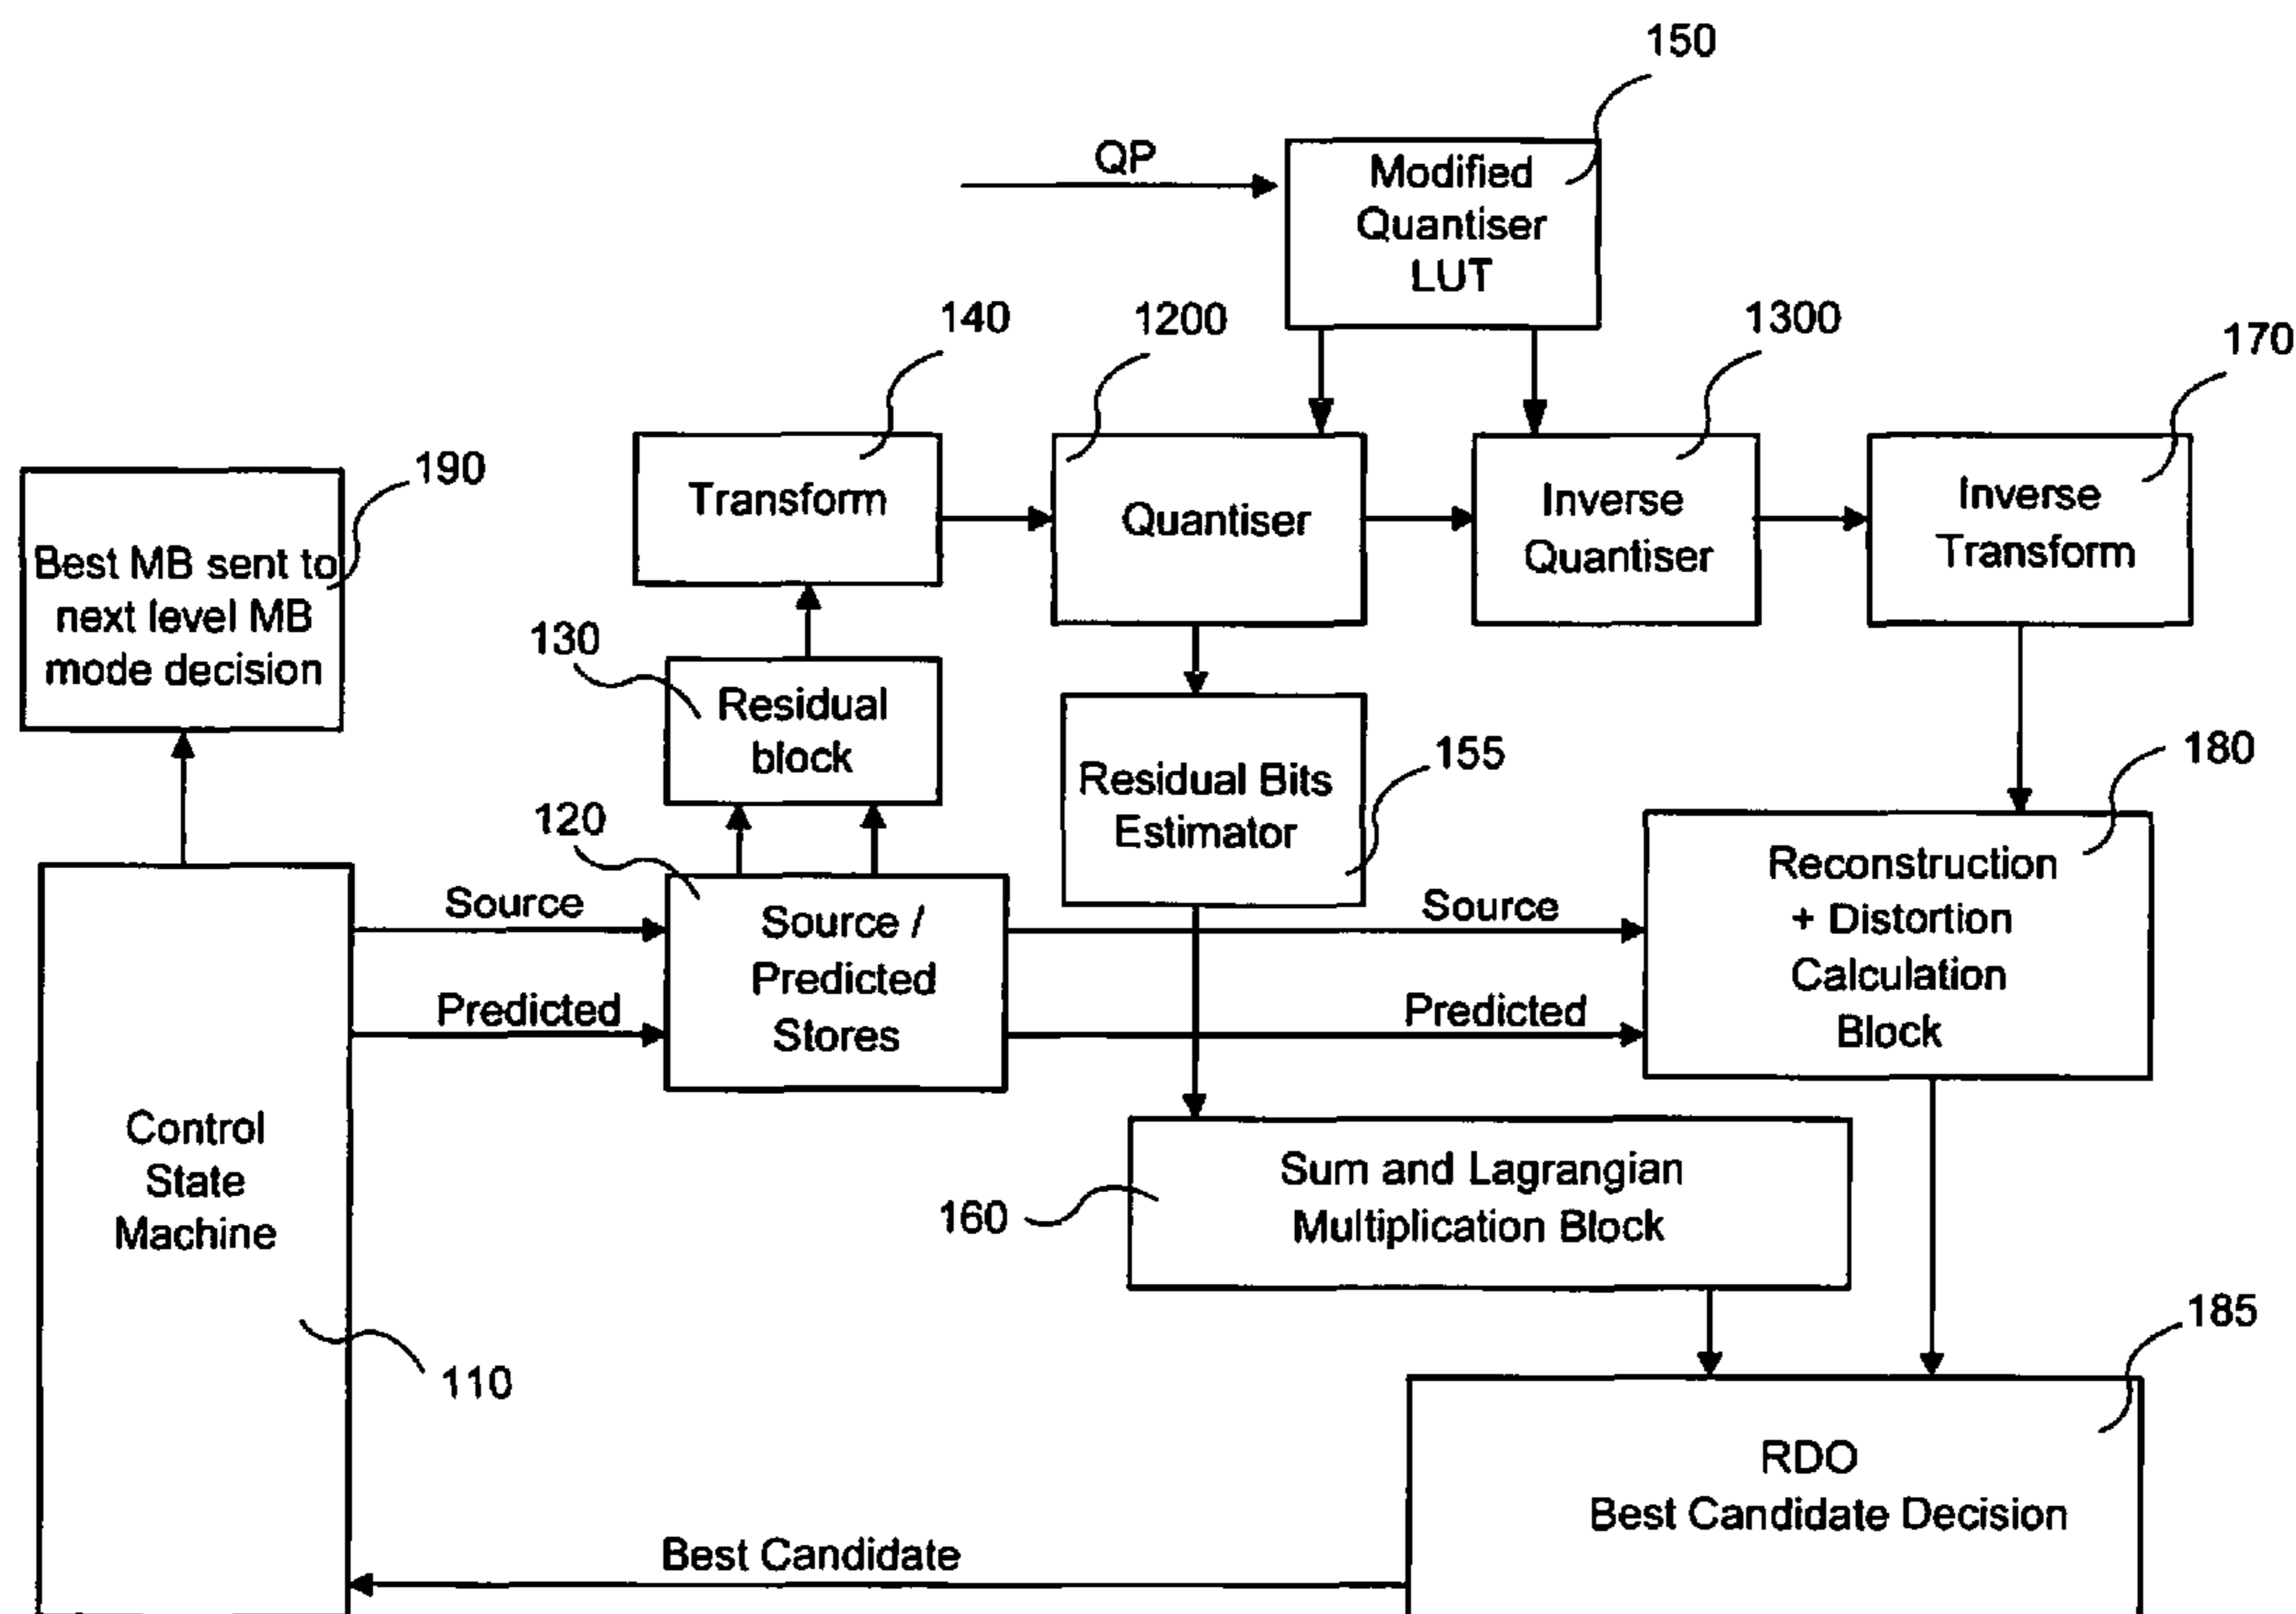 150
QP
Modified
Quantiser
LUT
140
1200
1300
170
190
Transform
Quantiser
Inverse
Quantiser
Inverse
Transform
Best MB sent to
next level MB
mode decision
130
Residual
block
155
Residual Bits
Estimator
180
120
Source
Predicted
Source /
Predicted
Stores
Source
Predicted
Reconstruction
+ Distortion
Calculation
Block
Control
State
Machine
110
160
Sum and Lagrangian
Multiplication Block
185
RDO
Best Candidate Decision
Best Candidate